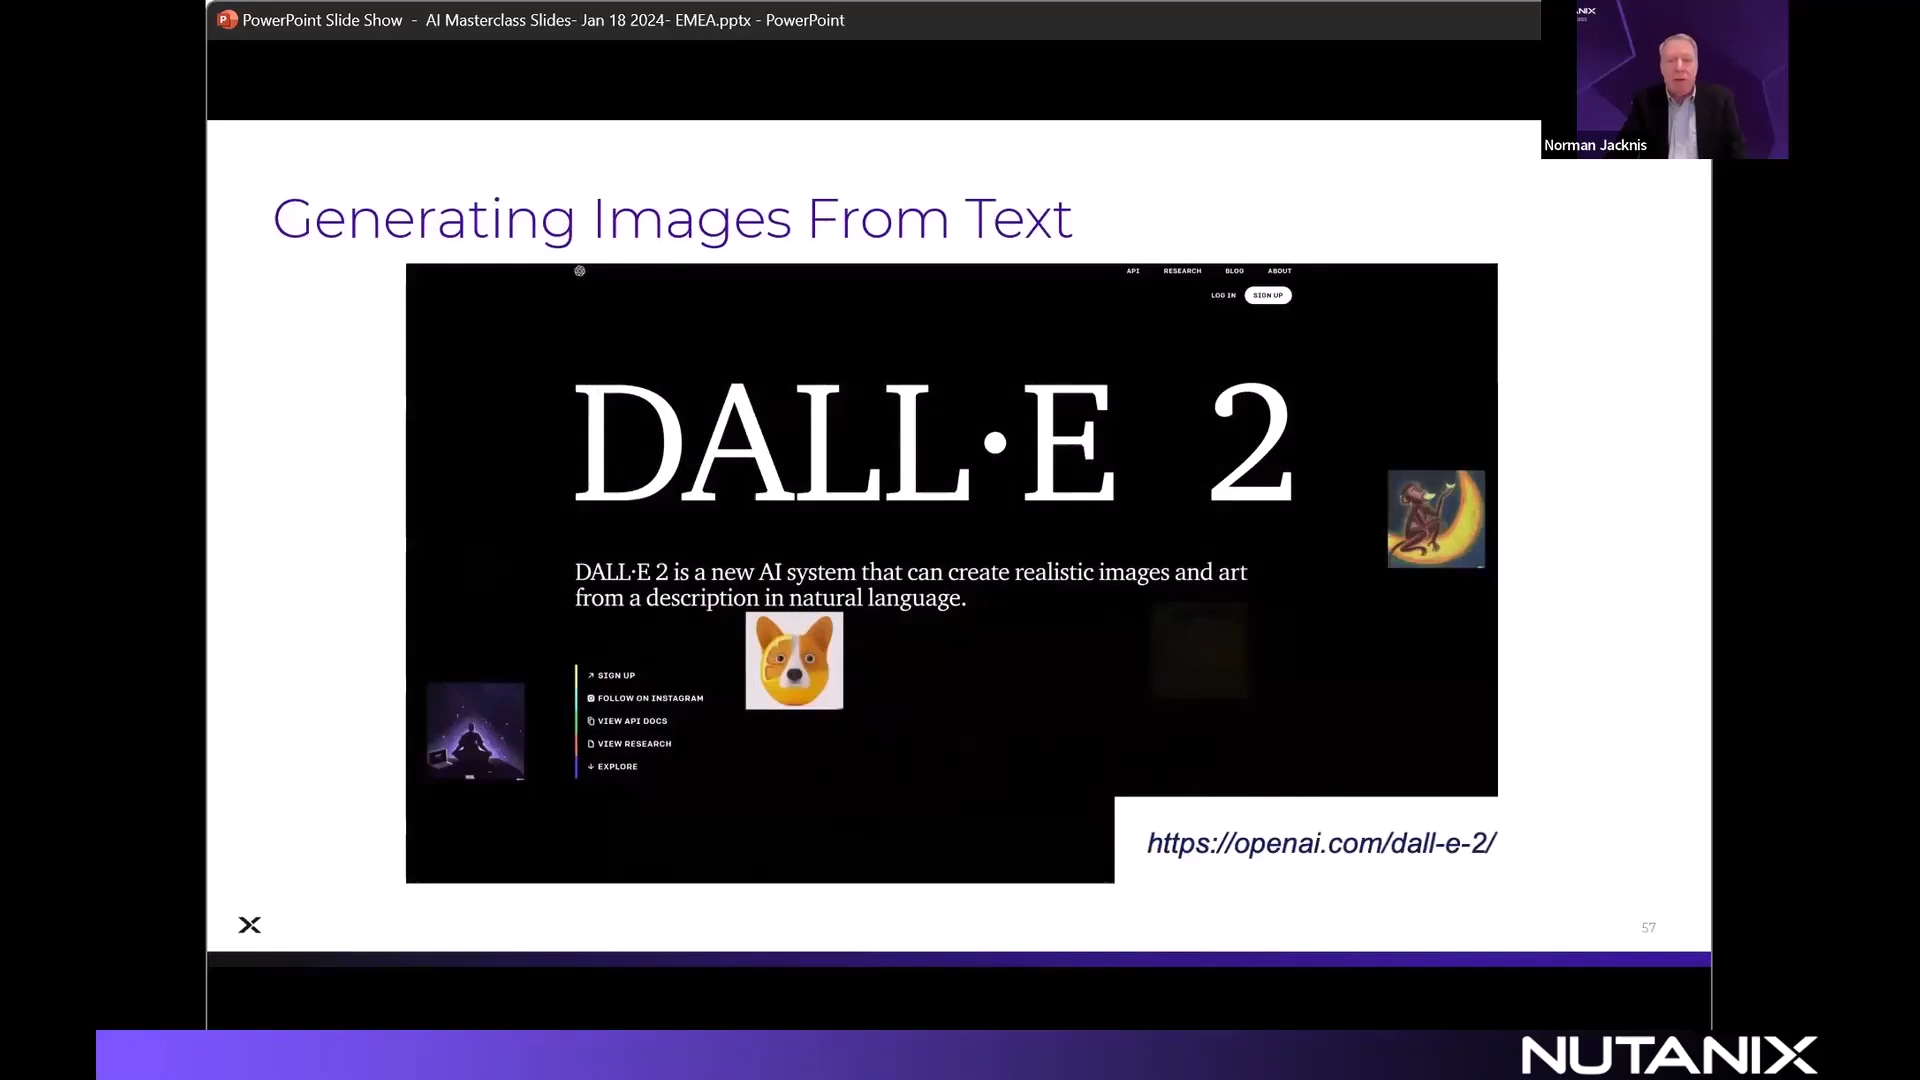 PowerPoint Slide Show - AI Masterclass Slides- Jan 18 2024- EMEA.pptx - PowerPoint
Norman Jacknis
Generating Images From Text
API RESEARCH BLOG ABOUT
LOG IN SIGN UP
DALL·E 2
DALL·E 2 is a new AI system that can create realistic images and art
from a description in natural language.
SIGN UP
FOLLOW ON INSTAGRAM
VIEW API DOCS
VIEW RESEARCH
EXPLORE
https://openai.com/dall-e-2/
57
NUTANIX